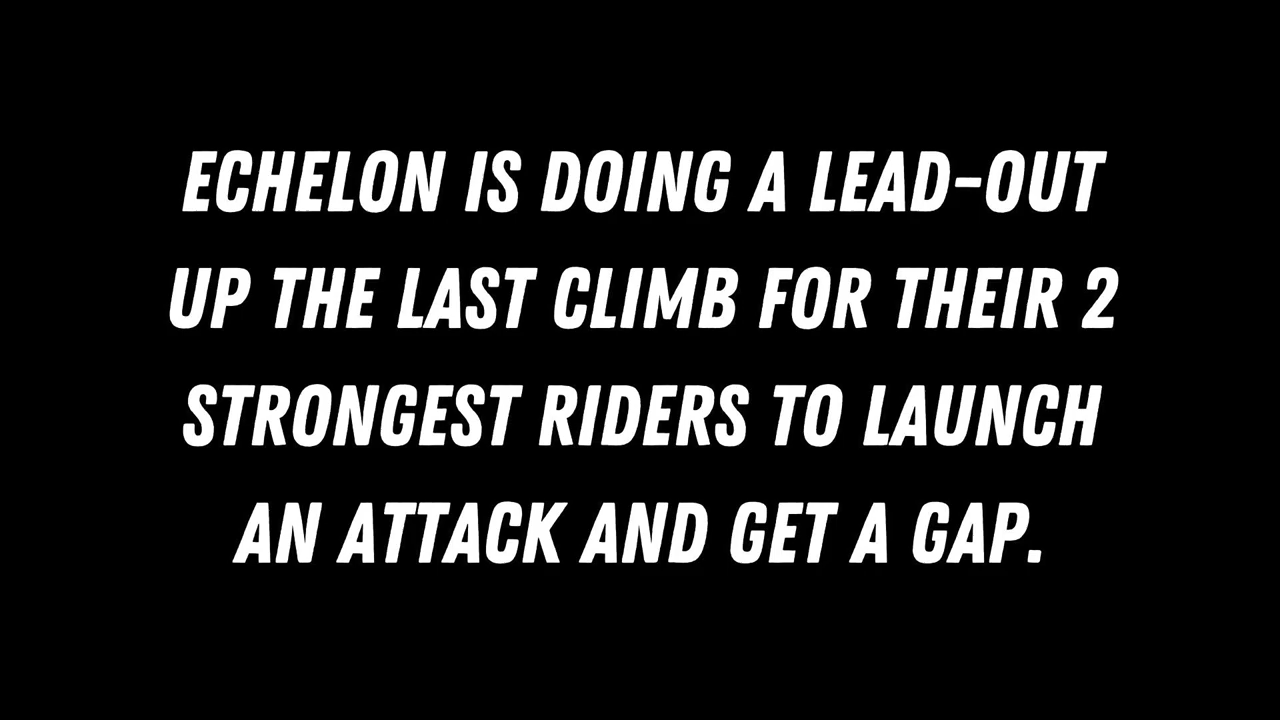 ECHELON IS DOING A LEAD-OUT
UP THE LAST CLIMB FOR THEIR 2
STRONGEST RIDERS TO LAUNCH
AN ATTACK AND GET A GAP.